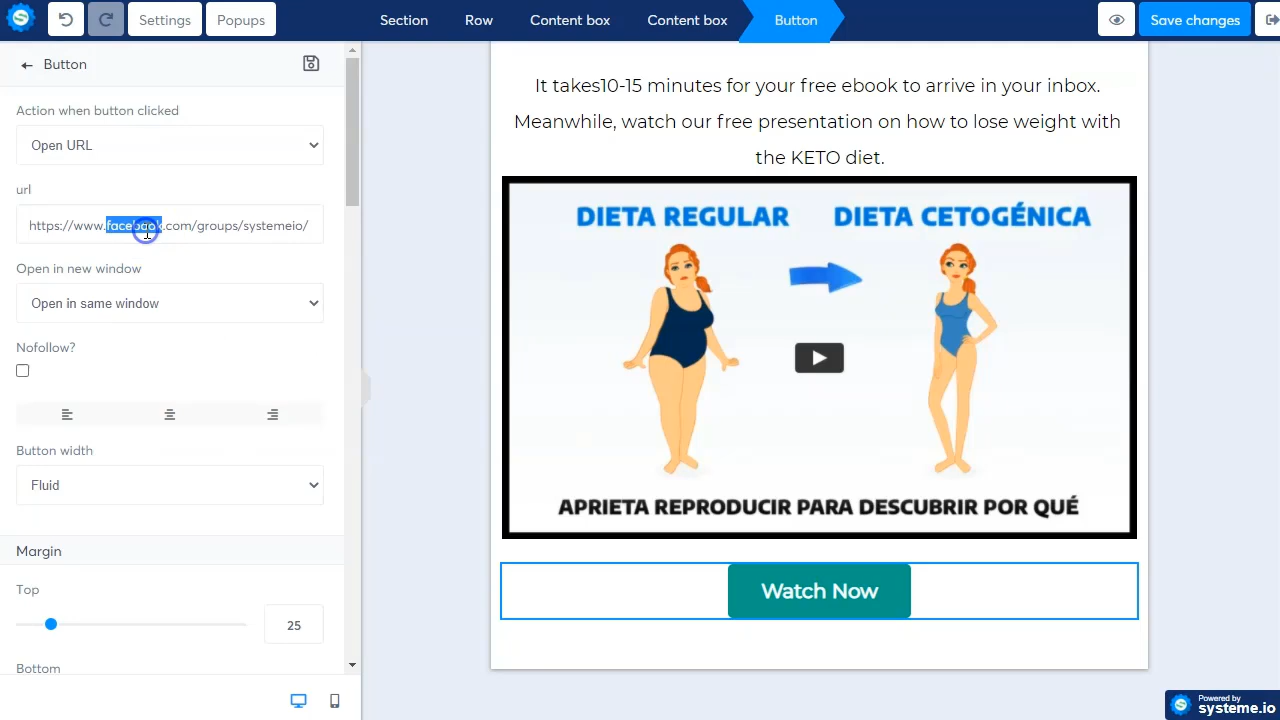 Settings
Popups
Section
Row
Content box
Content box
Button
Save changes
Button
Action when button clicked
Open URL
url
https://www.facebook.com/groups/systemeio/
Open in new window
Open in same window
Nofollow?
Button width
Fluid
Margin
Top
25
Bottom
It takes10-15 minutes for your free ebook to arrive in your inbox.
Meanwhile, watch our free presentation on how to lose weight with
the KETO diet.
DIETA REGULAR
DIETA CETOGÉNICA
APRIETA REPRODUCIR PARA DESCUBRIR POR QUÉ
Watch Now
Powered by
systeme.io